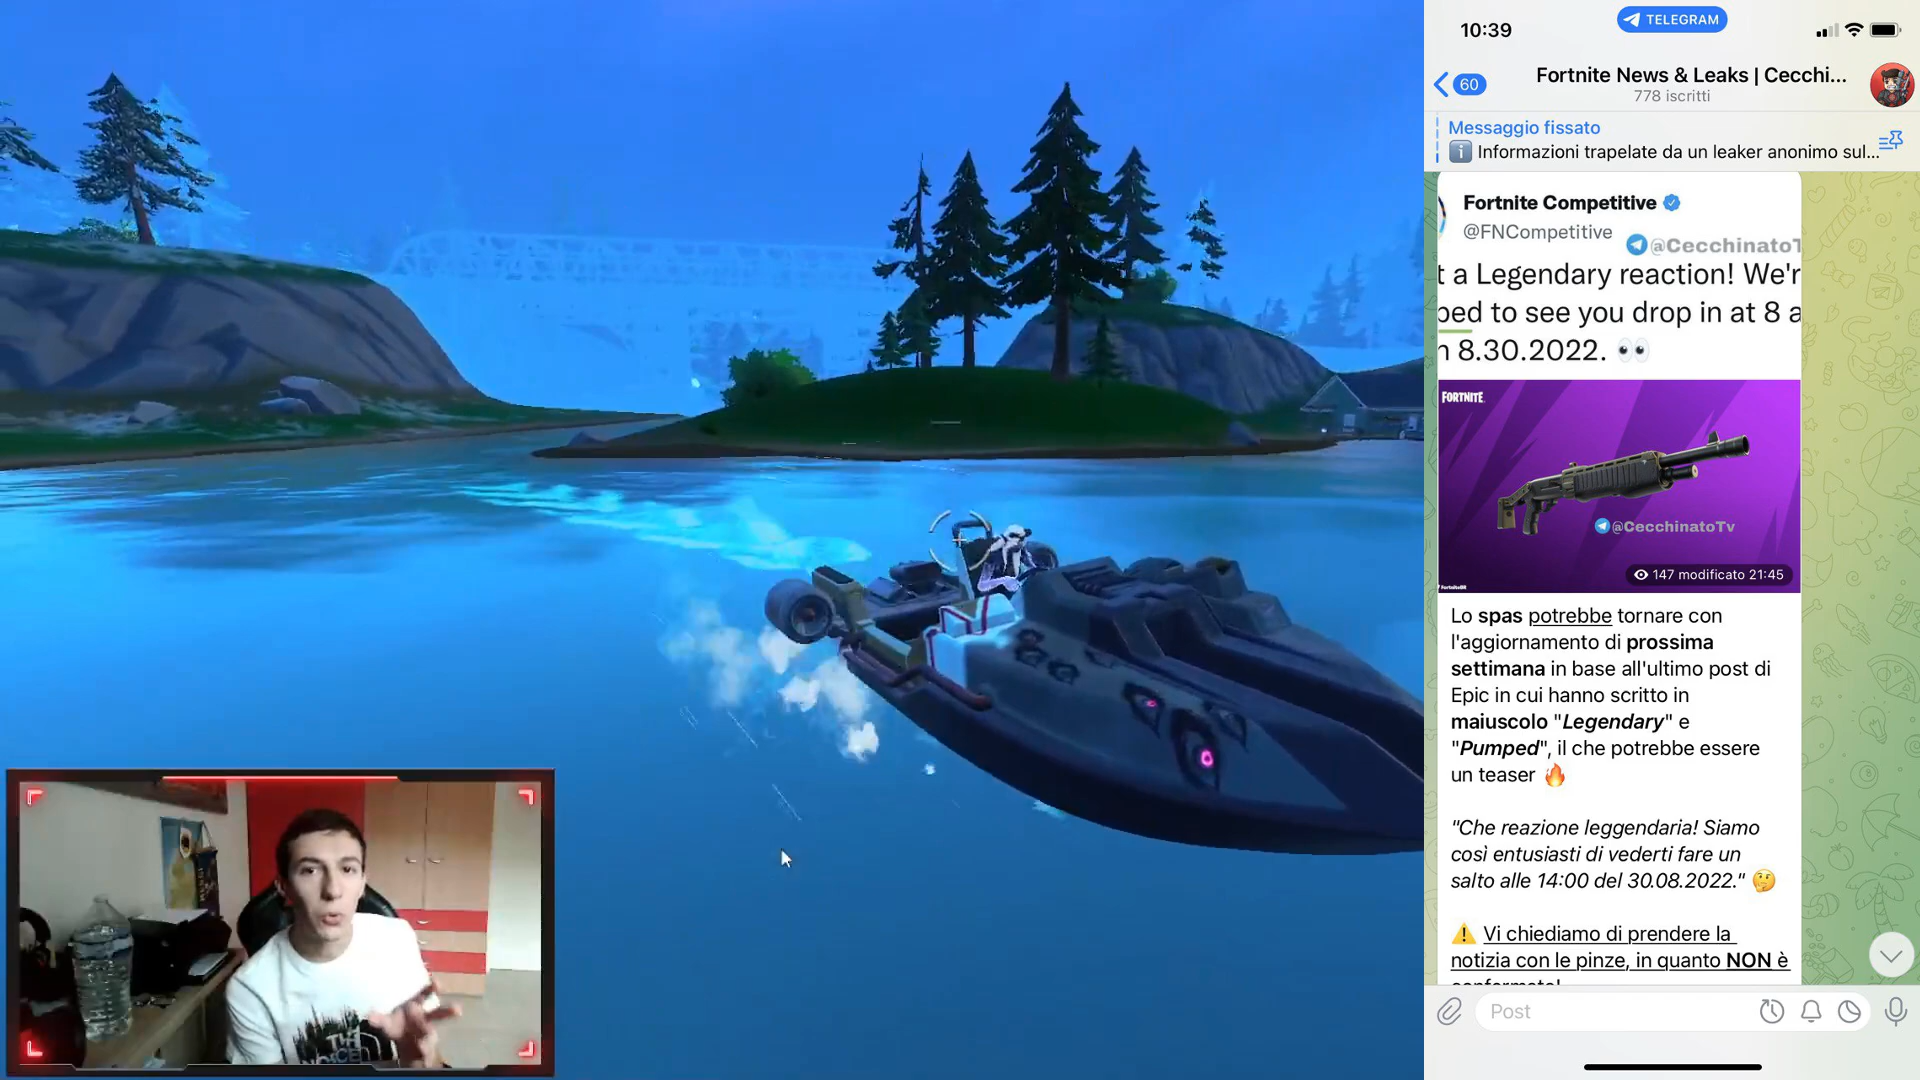 10:39
TELEGRAM
60
Fortnite News & Leaks | Cecchi...
778 iscritti
Messaggio fissato
Informazioni trapelate da un leaker anonimo sul...
Fortnite Competitive
@FNCompetitive
@CecchinatoT
t a Legendary reaction! We'r
ped to see you drop in at 8 a
n 8.30.2022. 👀
FORTNITE
@CecchinatoTv
147 modificato 21:45
Lo spas potrebbe tornare con
l'aggiornamento di prossima
settimana in base all'ultimo post di
Epic in cui hanno scritto in
maiuscolo "Legendary" e
"Pumped", il che potrebbe essere
un teaser 🔥
"Che reazione leggendaria! Siamo
così entusiasti di vederti fare un
salto alle 14:00 del 30.08.2022." 🤔
⚠️ Vi chiediamo di prendere la
notizia con le pinze, in quanto NON è
Post
THE